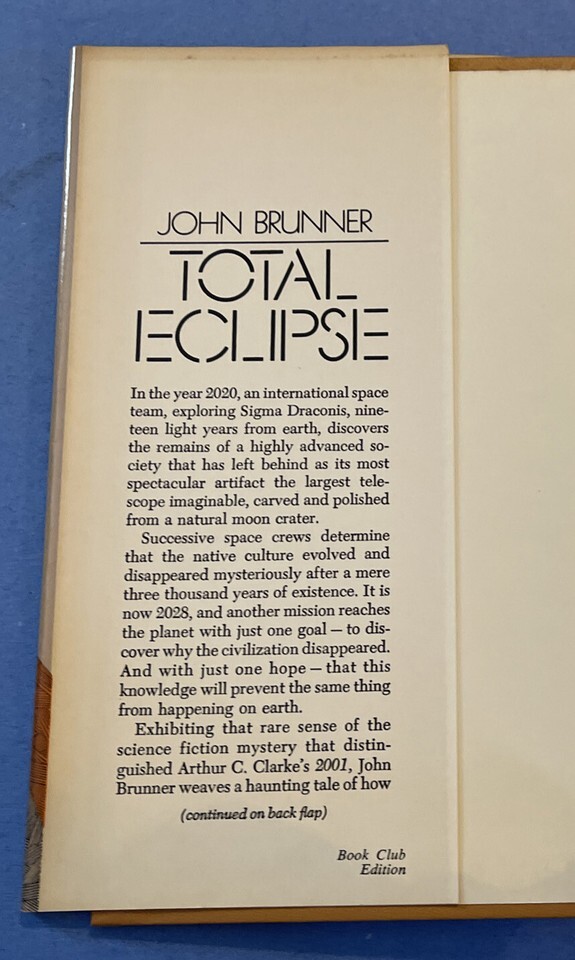 JOHN BRUNNER
TOTAL
ECLIPSE
In the year 2020, an international space
team, exploring Sigma Draconis, nine-
teen light years from earth, discovers
the remains of a highly advanced so-
ciety that has left behind as its most
spectacular artifact the largest tele-
scope imaginable, carved and polished
from a natural moon crater.
Successive space crews determine
that the native culture evolved and
disappeared mysteriously after a mere
three thousand years of existence. It is
now 2028, and another mission reaches
the planet with just one goal — to dis-
cover why the civilization disappeared.
And with just one hope — that this
knowledge will prevent the same thing
from happening on earth.
Exhibiting that rare sense of the
science fiction mystery that distin-
guished Arthur C. Clarke's 2001, John
Brunner weaves a haunting tale of how
(continued on back flap)
Book Club
Edition